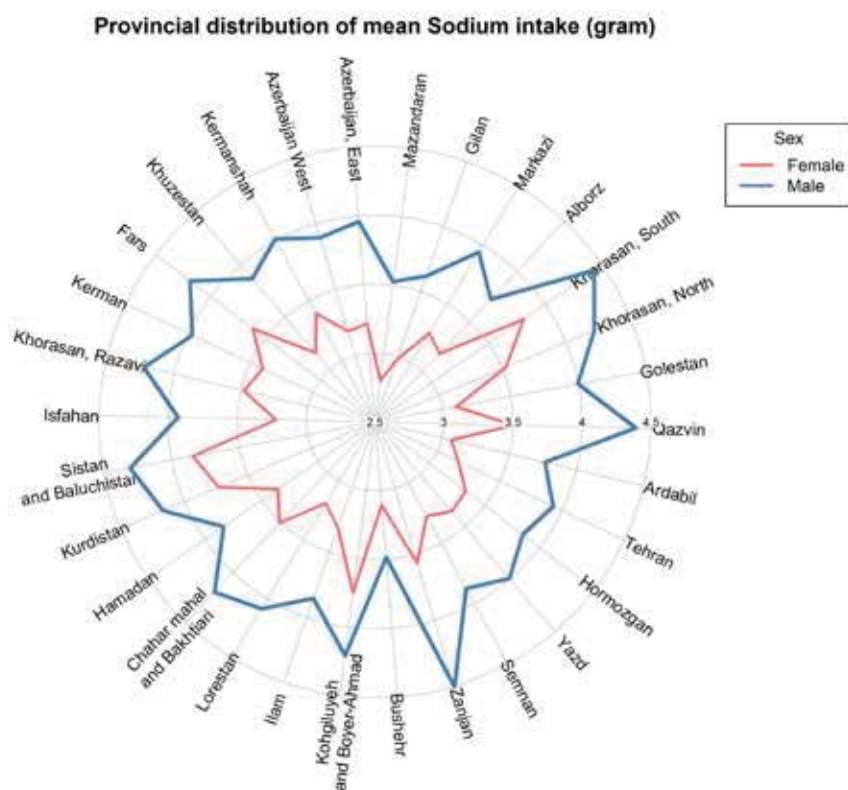 Provincial distribution of mean Sodium intake (gram)
Sex
Female
Male
Azerbaijan, East
Mazandaran
Gilan
Markazi
Alborz
Khorasan, South
Khorasan, North
Golestan
Qazvin
Ardabil
Tehran
Hormozgan
Yazd
Semnan
Zanjan
Bushehr
Kohgiluyeh
and Boyer-Ahmad
Ilam
Lorestan
Chahar mahal
and Bakhtiari
Hamadan
Kurdistan
Sistan
and Baluchistan
Isfahan
Khorasan, Razavi
Kerman
Fars
Khuzestan
Kermanshah
Azerbaijan West
2.5 3 3.5 4 4.5